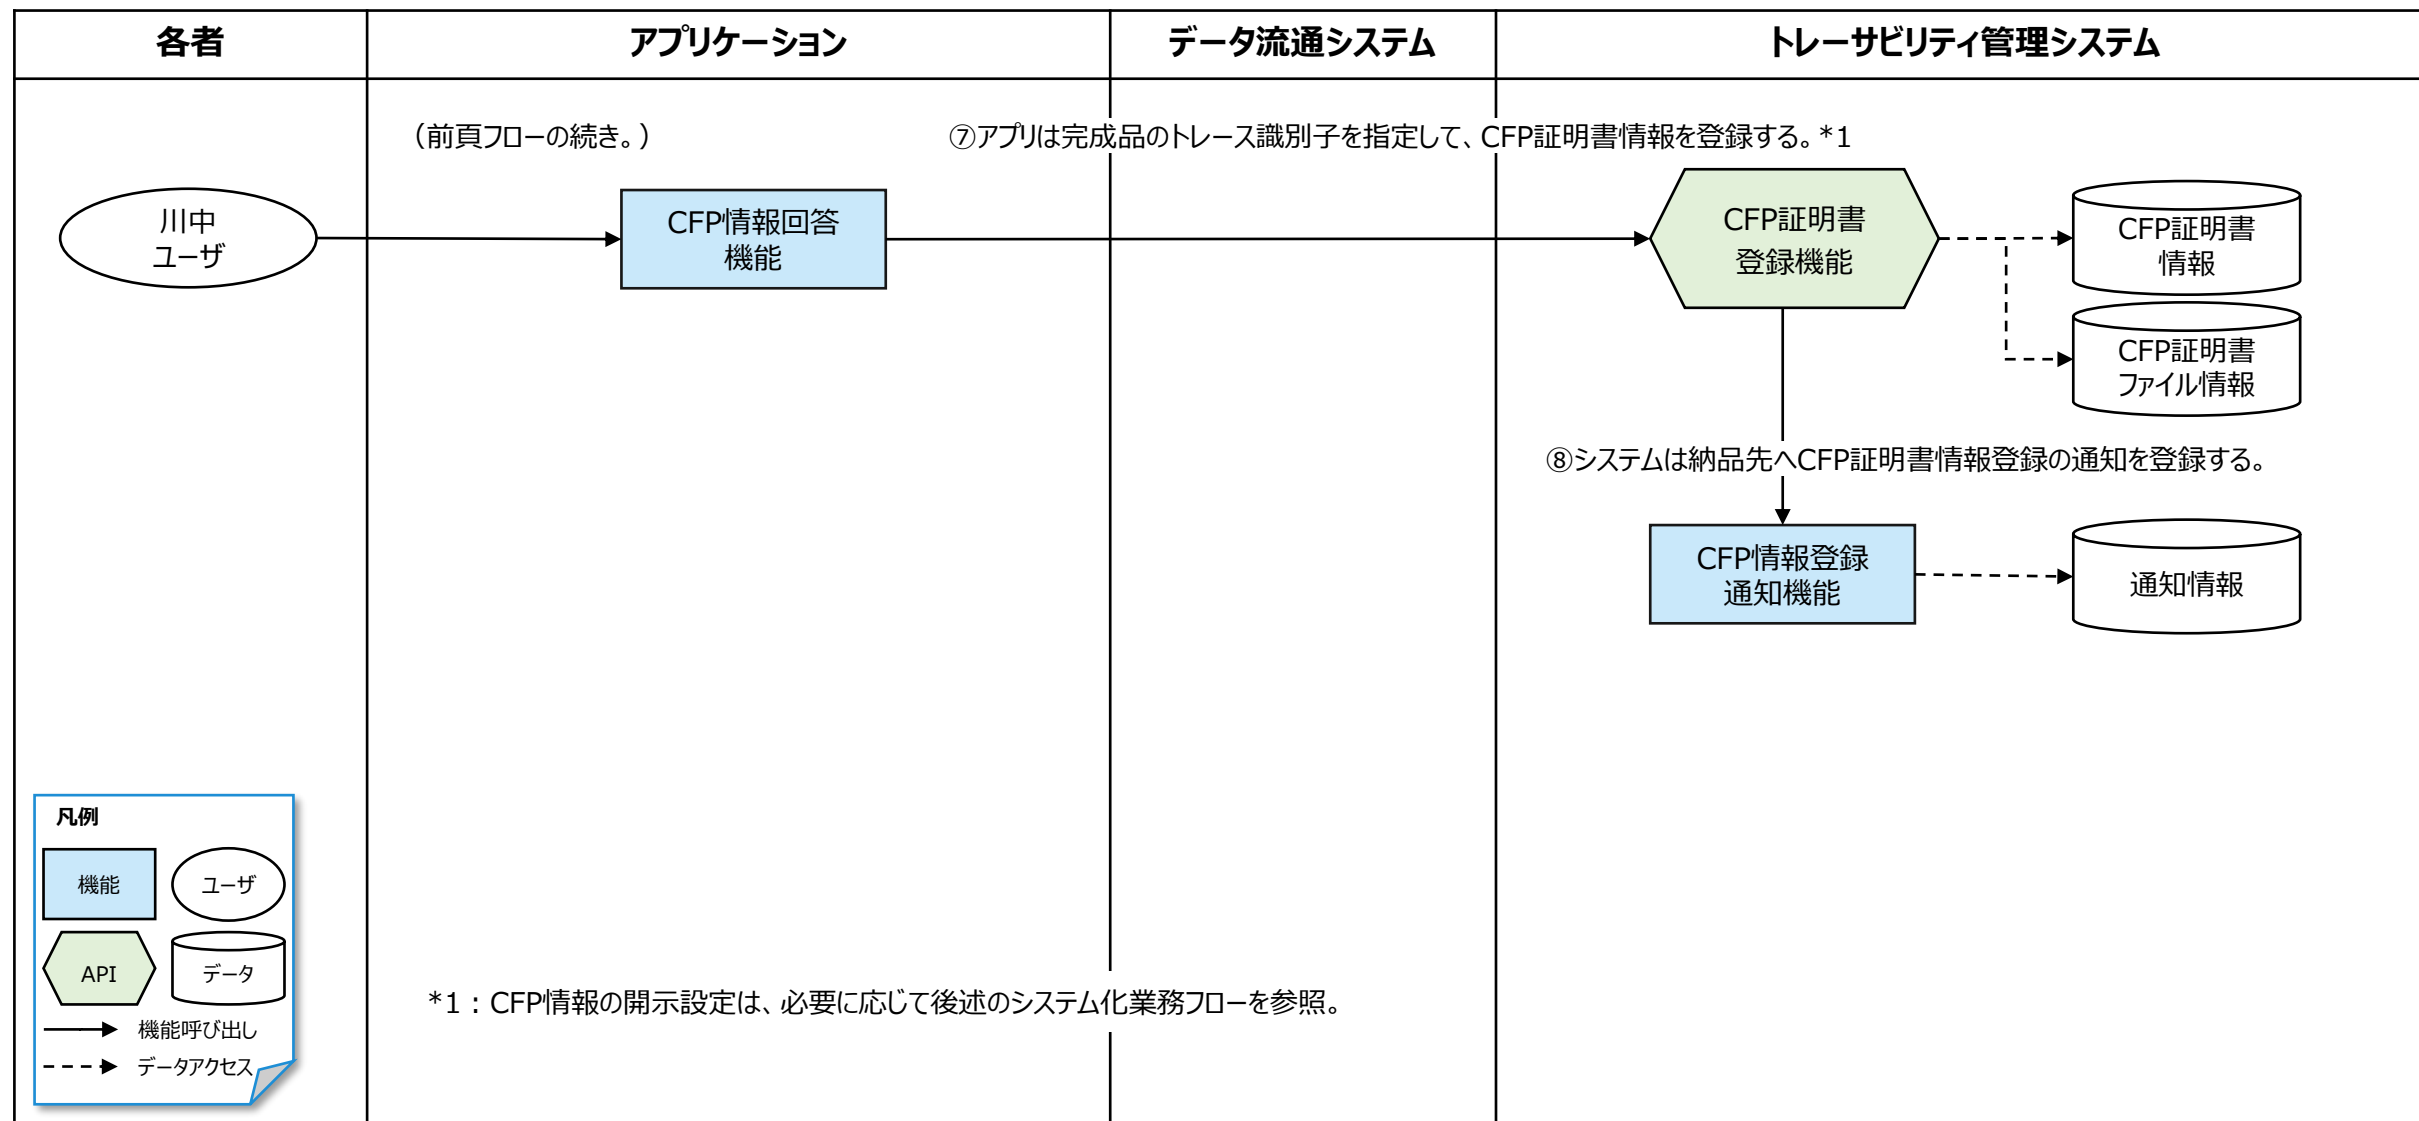 各者
アプリケーション
データ流通システム
トレーサビリティ管理システム
（前頁フローの続き。）
⑦アプリは完成品のトレース識別子を指定して、CFP証明書情報を登録する。*1
川中
ユーザ
CFP情報回答
機能
CFP証明書
登録機能
CFP証明書
情報
CFP証明書
ファイル情報
⑧システムは納品先へCFP証明書情報登録の通知を登録する。
CFP情報登録
通知機能
通知情報
凡例
機能
ユーザ
API
データ
機能呼び出し
データアクセス
*1：CFP情報の開示設定は、必要に応じて後述のシステム化業務フローを参照。